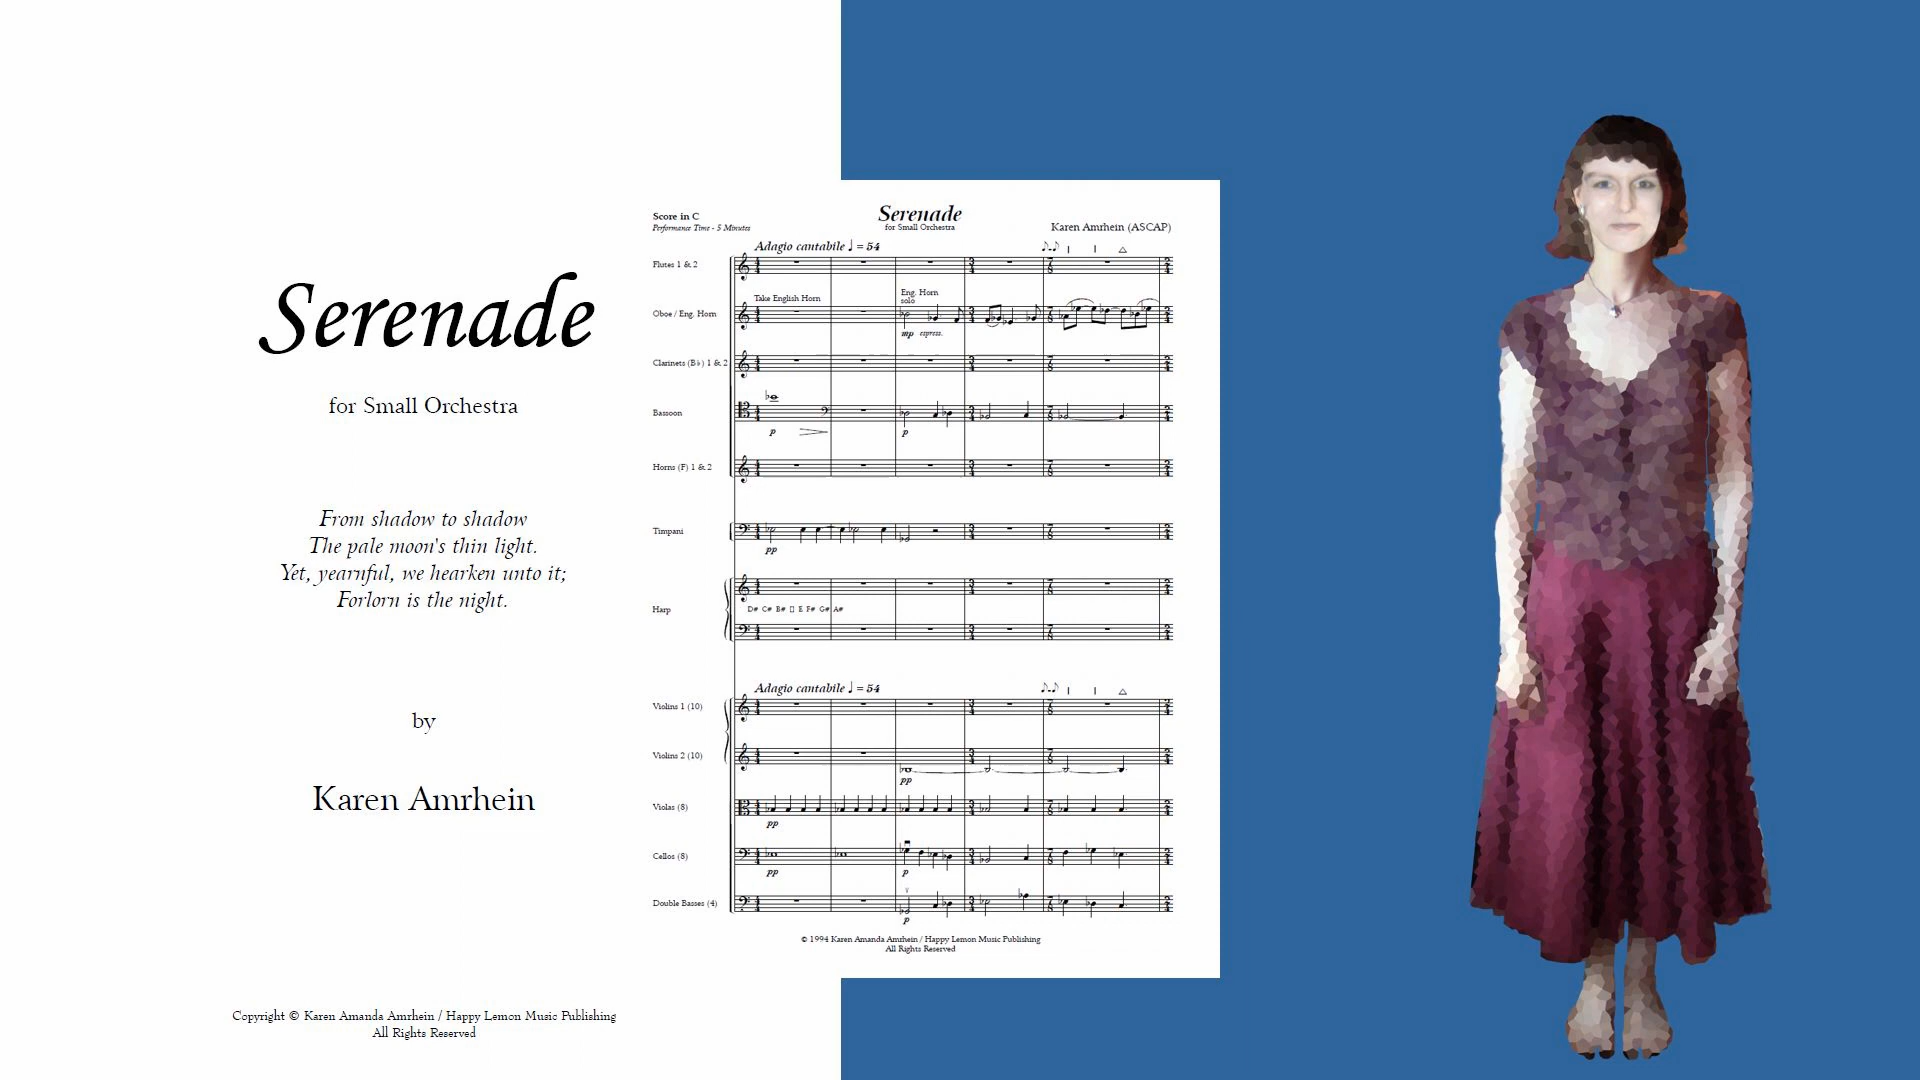 Serenade
for Small Orchestra
From shadow to shadow
The pale moon's thin light.
Yet, yearnful, we hearken unto it;
Forlorn is the night.
by
Karen Amrhein
Copyright © Karen Amanda Amrhein / Happy Lemon Music Publishing
All Rights Reserved
Score in C
Performance Time - 5 Minutes
Serenade
for Small Orchestra
Karen Amrhein (ASCAP)
Adagio cantabile ♩ = 54
Flutes 1 & 2
Take English Horn
Eng. Horn
solo
Oboe / Eng. Horn
mp espress.
Clarinets (B♭) 1 & 2
Bassoon
p
p
Horns (F) 1 & 2
Timpani
pp
Harp
D# C# B# E F# G# A#
Adagio cantabile ♩ = 54
Violins 1 (10)
Violins 2 (10)
pp
Violas (8)
pp
Cellos (8)
pp
p
Double Basses (4)
p
© 1994 Karen Amanda Amrhein / Happy Lemon Music Publishing
All Rights Reserved